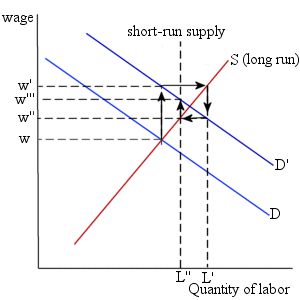 wage
short-run supply
S (long run)
w'
w'''
w''
w
D'
D
L'' L'
Quantity of labor